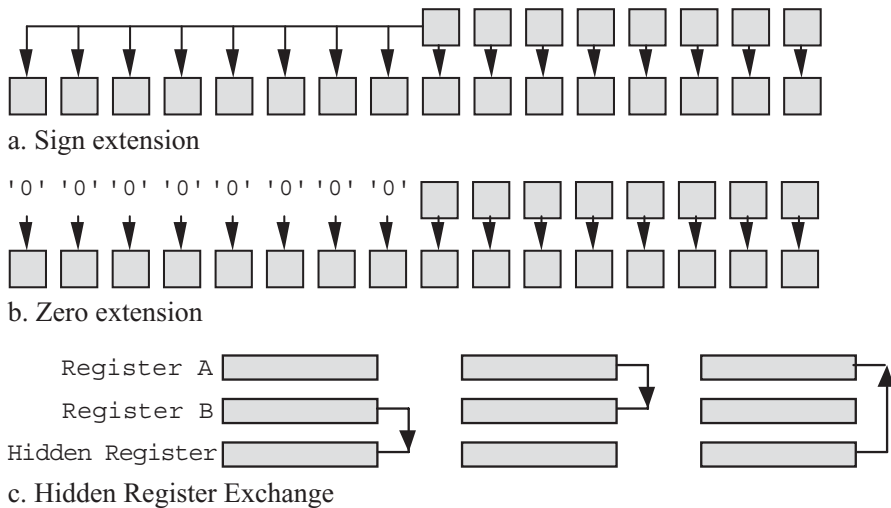 a. Sign extension
'0' '0' '0' '0' '0' '0' '0' '0'
b. Zero extension
Register A
Register B
Hidden Register
c. Hidden Register Exchange